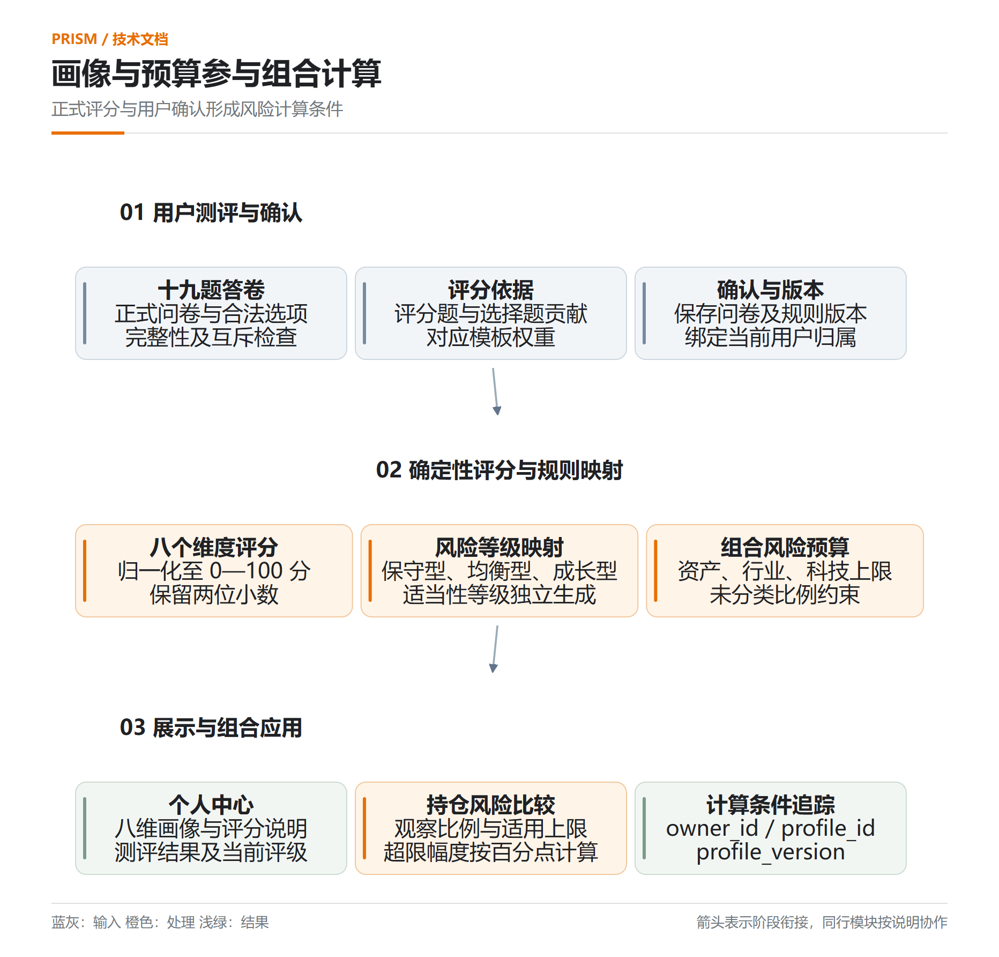 PRISM / 技术文档
画像与预算参与组合计算
正式评分与用户确认形成风险计算条件
01 用户测评与确认
十九题答卷
正式问卷与合法选项
完整性及互斥检查
评分依据
评分题与选择题贡献
对应模板权重
确认与版本
保存问卷及规则版本
绑定当前用户归属
02 确定性评分与规则映射
八个维度评分
归一化至 0—100 分
保留两位小数
风险等级映射
保守型、均衡型、成长型
适当性等级独立生成
组合风险预算
资产、行业、科技上限
未分类比例约束
03 展示与组合应用
个人中心
八维画像与评分说明
测评结果及当前评级
持仓风险比较
观察比例与适用上限
超限幅度按百分点计算
计算条件追踪
owner_id / profile_id
profile_version
蓝灰：输入 橙色：处理 浅绿：结果
箭头表示阶段衔接，同行模块按说明协作